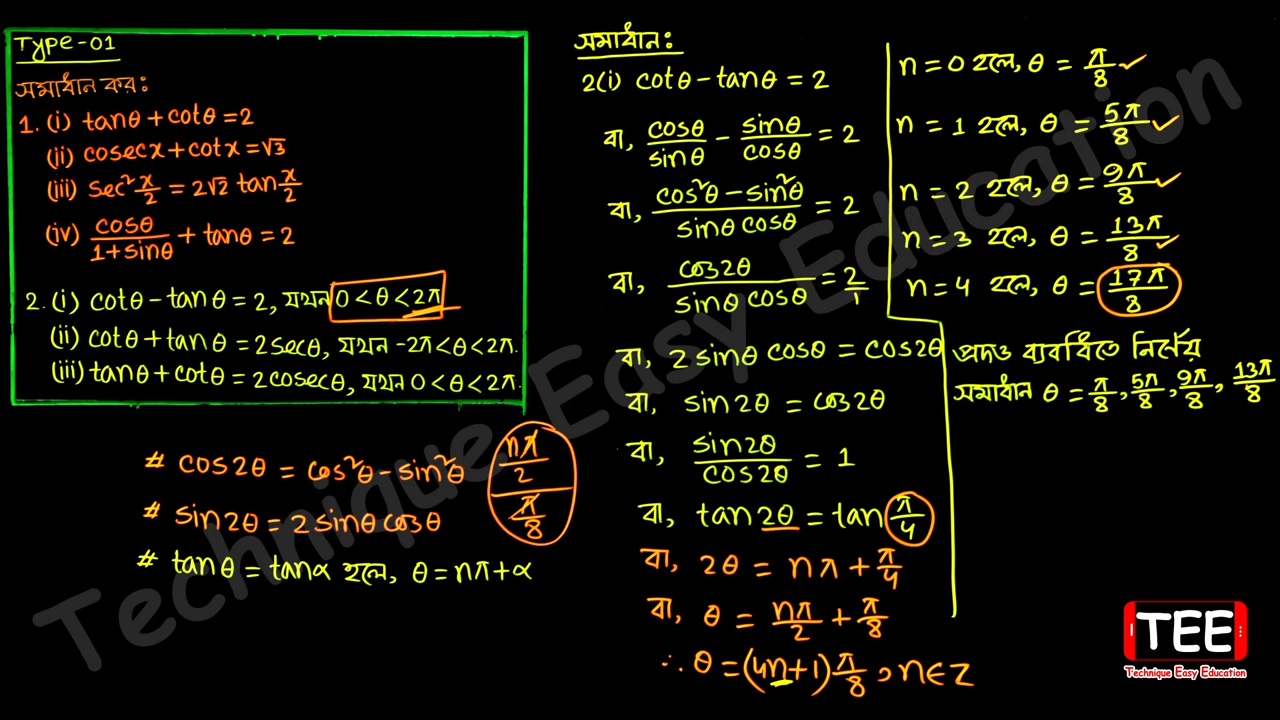 Type-01
সমাধান করঃ
1. (i) tanθ + cotθ = 2
(ii) cosecx + cotx = √3
(iii) sec² x/2 = 2√2 tan x/2
(iv) cosθ/1+sinθ + tanθ = 2
2. (i) cotθ - tanθ = 2, যখন 0 < θ < 2π
(ii) cotθ + tanθ = 2secθ, যখন -2π < θ < 2π.
(iii) tanθ + cotθ = 2cosecθ, যখন 0 < θ < 2π.
# cos2θ = cos²θ - sin²θ
# sin2θ = 2sinθ cosθ
# tanθ = tanα হলে, θ = nπ + α
nπ/2
π/8
সমাধানঃ
2(i) cotθ - tanθ = 2
বা, cosθ/sinθ - sinθ/cosθ = 2
বা, cos²θ - sin²θ/sinθ cosθ = 2
বা, cos2θ/sinθ cosθ = 2/1
বা, 2sinθ cosθ = cos2θ
বা, sin2θ = cos2θ
বা, sin2θ/cos2θ = 1
বা, tan2θ = tan π/4
বা, 2θ = nπ + π/4
বা, θ = nπ/2 + π/8
∴ θ = (4n+1) π/8, n∈Z
n = 0 হলে, θ = π/8 ✓
n = 1 হলে, θ = 5π/8 ✓
n = 2 হলে, θ = 9π/8 ✓
n = 3 হলে, θ = 13π/8 ✓
n = 4 হলে, θ = 17π/8
প্রদত্ত ব্যবধিতে নির্ণেয়
সমাধান θ = π/8, 5π/8, 9π/8, 13π/8
Technique Easy Education
TEE
Technique Easy Education